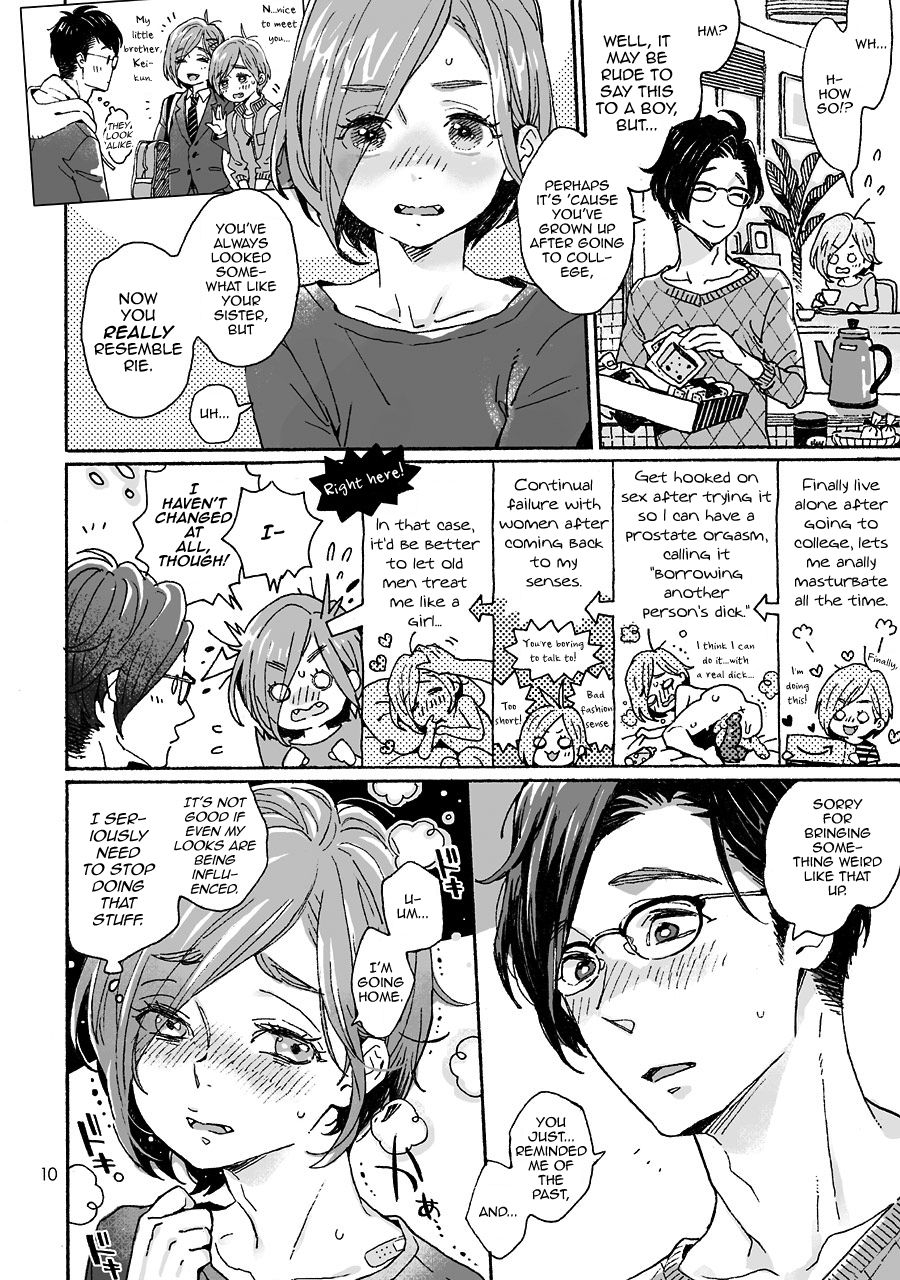 WH...
H-
HOW
SO!?
HM?
WELL, IT
MAY BE
RUDE TO
SAY THIS
TO A BOY,
BUT...
PERHAPS
IT'S 'CAUSE
YOU'VE
GROWN UP
AFTER GOING
TO COLL-
EGE,
N...nice
to meet
you...
My
little
brother,
Kei-
kun.
THEY,
LOOK
ALIKE.
YOU'VE
ALWAYS
LOOKED
SOME-
WHAT LIKE
YOUR
SISTER,
BUT
NOW
YOU
REALLY
RESEMBLE
RIE.
UH...
Finally live
alone after
going to
college, lets
me anally
masturbate
all the time.
Finally,
I'm
doing
this!
Get hooked on
sex after trying it
so I can have a
prostate orgasm,
calling it
"Borrowing
another
person's dick."
I think I can
do it...with
a real dick...
Continual
failure with
women after
coming back
to my
senses.
You're boring
to talk to!
Bad
fashion
sense
Too
short!
Right here!
In that case,
it'd be better
to let old
men treat
me like a
girl...
I-
I
HAVEN'T
CHANGED
AT
ALL,
THOUGH!
SORRY
FOR
BRINGING
SOME-
THING WEIRD
LIKE THAT
UP.
YOU
JUST...
REMINDED
ME OF
THE
PAST,
AND...
U-
UM...
I'M
GOING
HOME.
IT'S NOT
GOOD IF
EVEN MY
LOOKS ARE
BEING
INFLU-
ENCED.
I SER-
IOUSLY
NEED
TO STOP
DOING
THAT
STUFF.
ドキ
かあ
ドキ
10